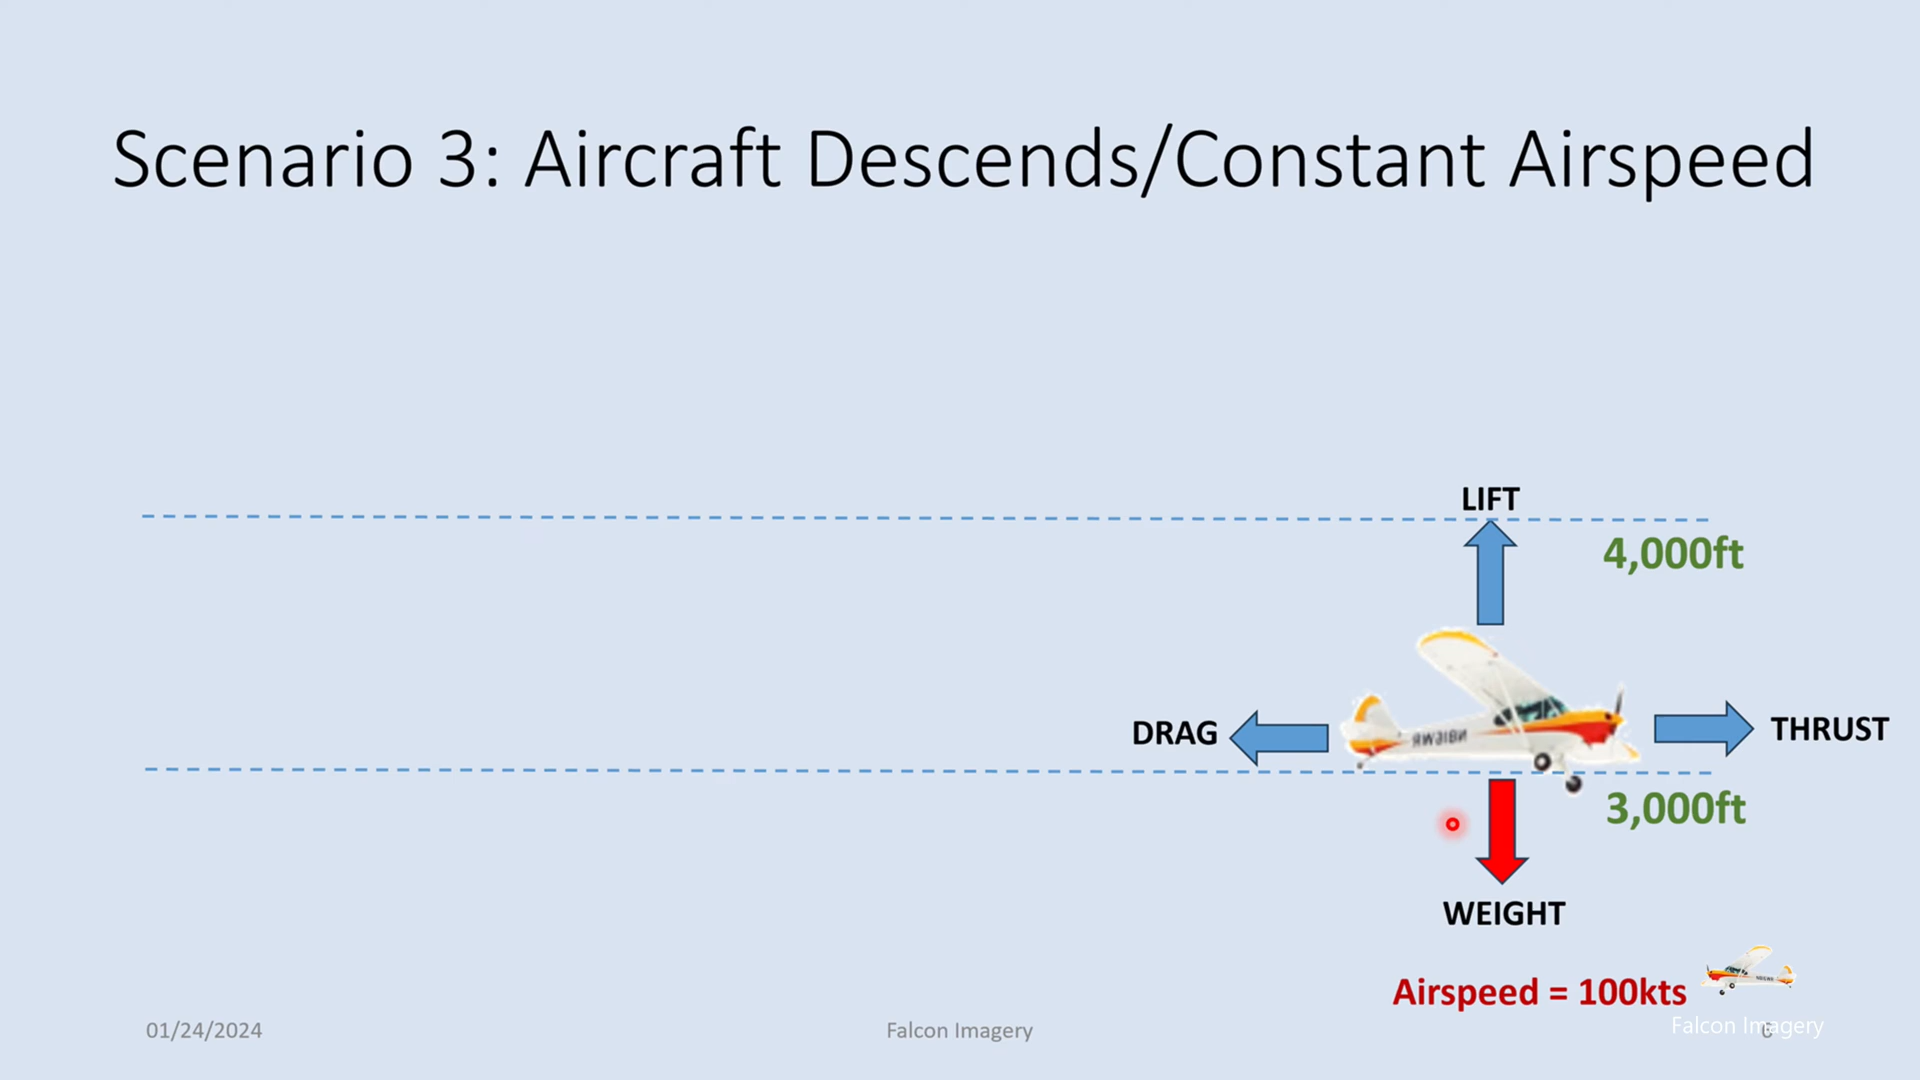 Scenario 3: Aircraft Descends/Constant Airspeed
LIFT
4,000ft
DRAG
THRUST
3,000ft
WEIGHT
Airspeed = 100kts
01/24/2024
Falcon Imagery
Falcon Imagery
6